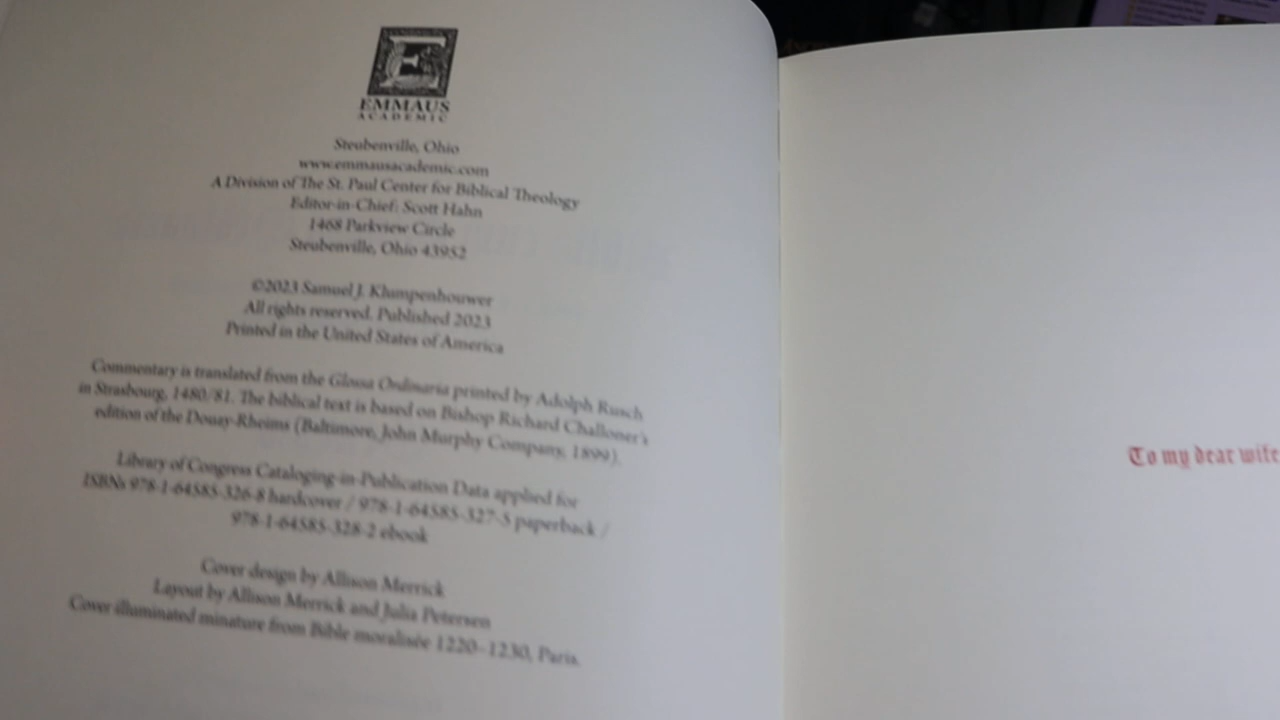 E
EMMAUS
ACADEMIC
Steubenville, Ohio
www.emmausacademic.com
A Division of The St. Paul Center for Biblical Theology
Editor-in-Chief: Scott Hahn
1468 Parkview Circle
Steubenville, Ohio 43952
©2023 Samuel J. Klumpenhouwer
All rights reserved. Published 2023
Printed in the United States of America
Commentary is translated from the Glossa Ordinaria printed by Adolph Rusch
in Strasbourg, 1480/81. The biblical text is based on Bishop Richard Challoner's
edition of the Douay-Rheims (Baltimore, John Murphy Company, 1899).
Library of Congress Cataloging-in-Publication Data applied for
ISBNs 978-1-64585-326-8 hardcover / 978-1-64585-327-5 paperback /
978-1-64585-328-2 ebook
Cover design by Allison Merrick
Layout by Allison Merrick and Julia Petersen
Cover illuminated minature from Bible moralisée 1220–1230, Paris.
To my dear wife